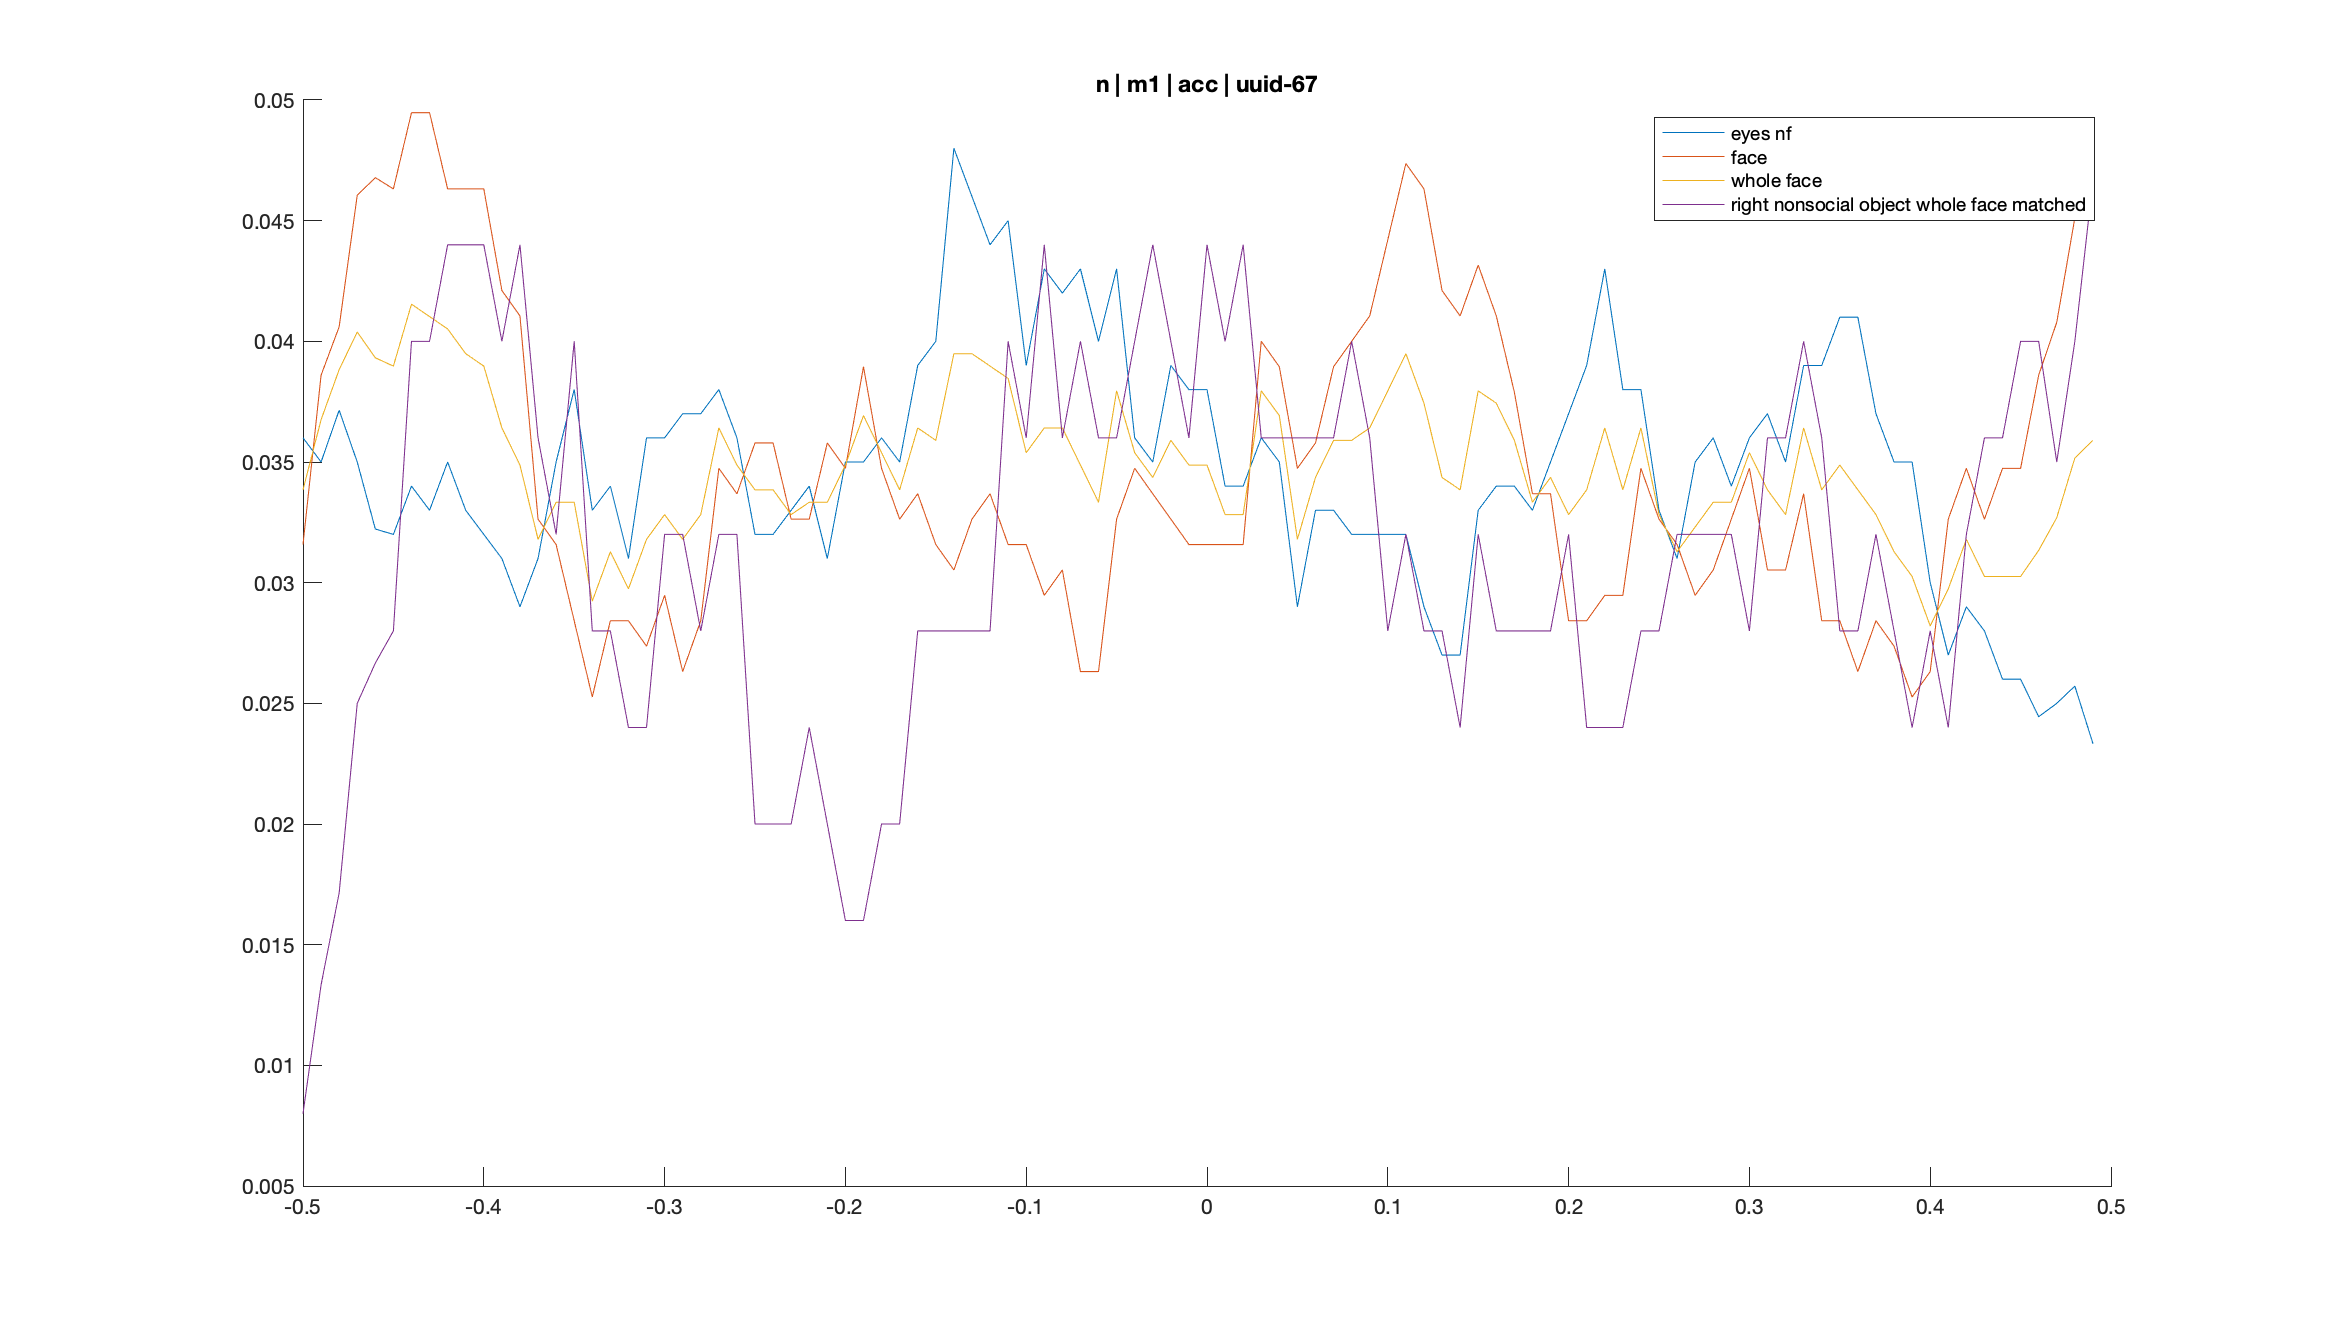 n | m1 | acc | uuid-67
eyes nf
face
whole face
right nonsocial object whole face matched
0.05
0.045
0.04
0.035
0.03
0.025
0.02
0.015
0.01
0.005
-0.5 -0.4 -0.3 -0.2 -0.1 0 0.1 0.2 0.3 0.4 0.5